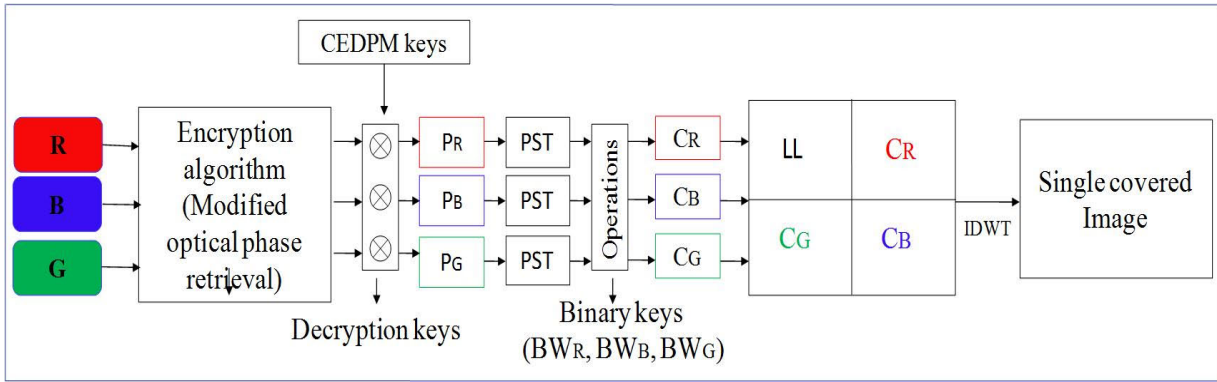 CEDPM keys
R
B
G
Encryption
algorithm
(Modified
optical phase
retrieval)
Decryption keys
PR
PB
PG
PST
PST
PST
Operations
Binary keys
(BWR, BWB, BWG)
CR
CB
CG
LL
CR
CG
CB
IDWT
Single covered
Image